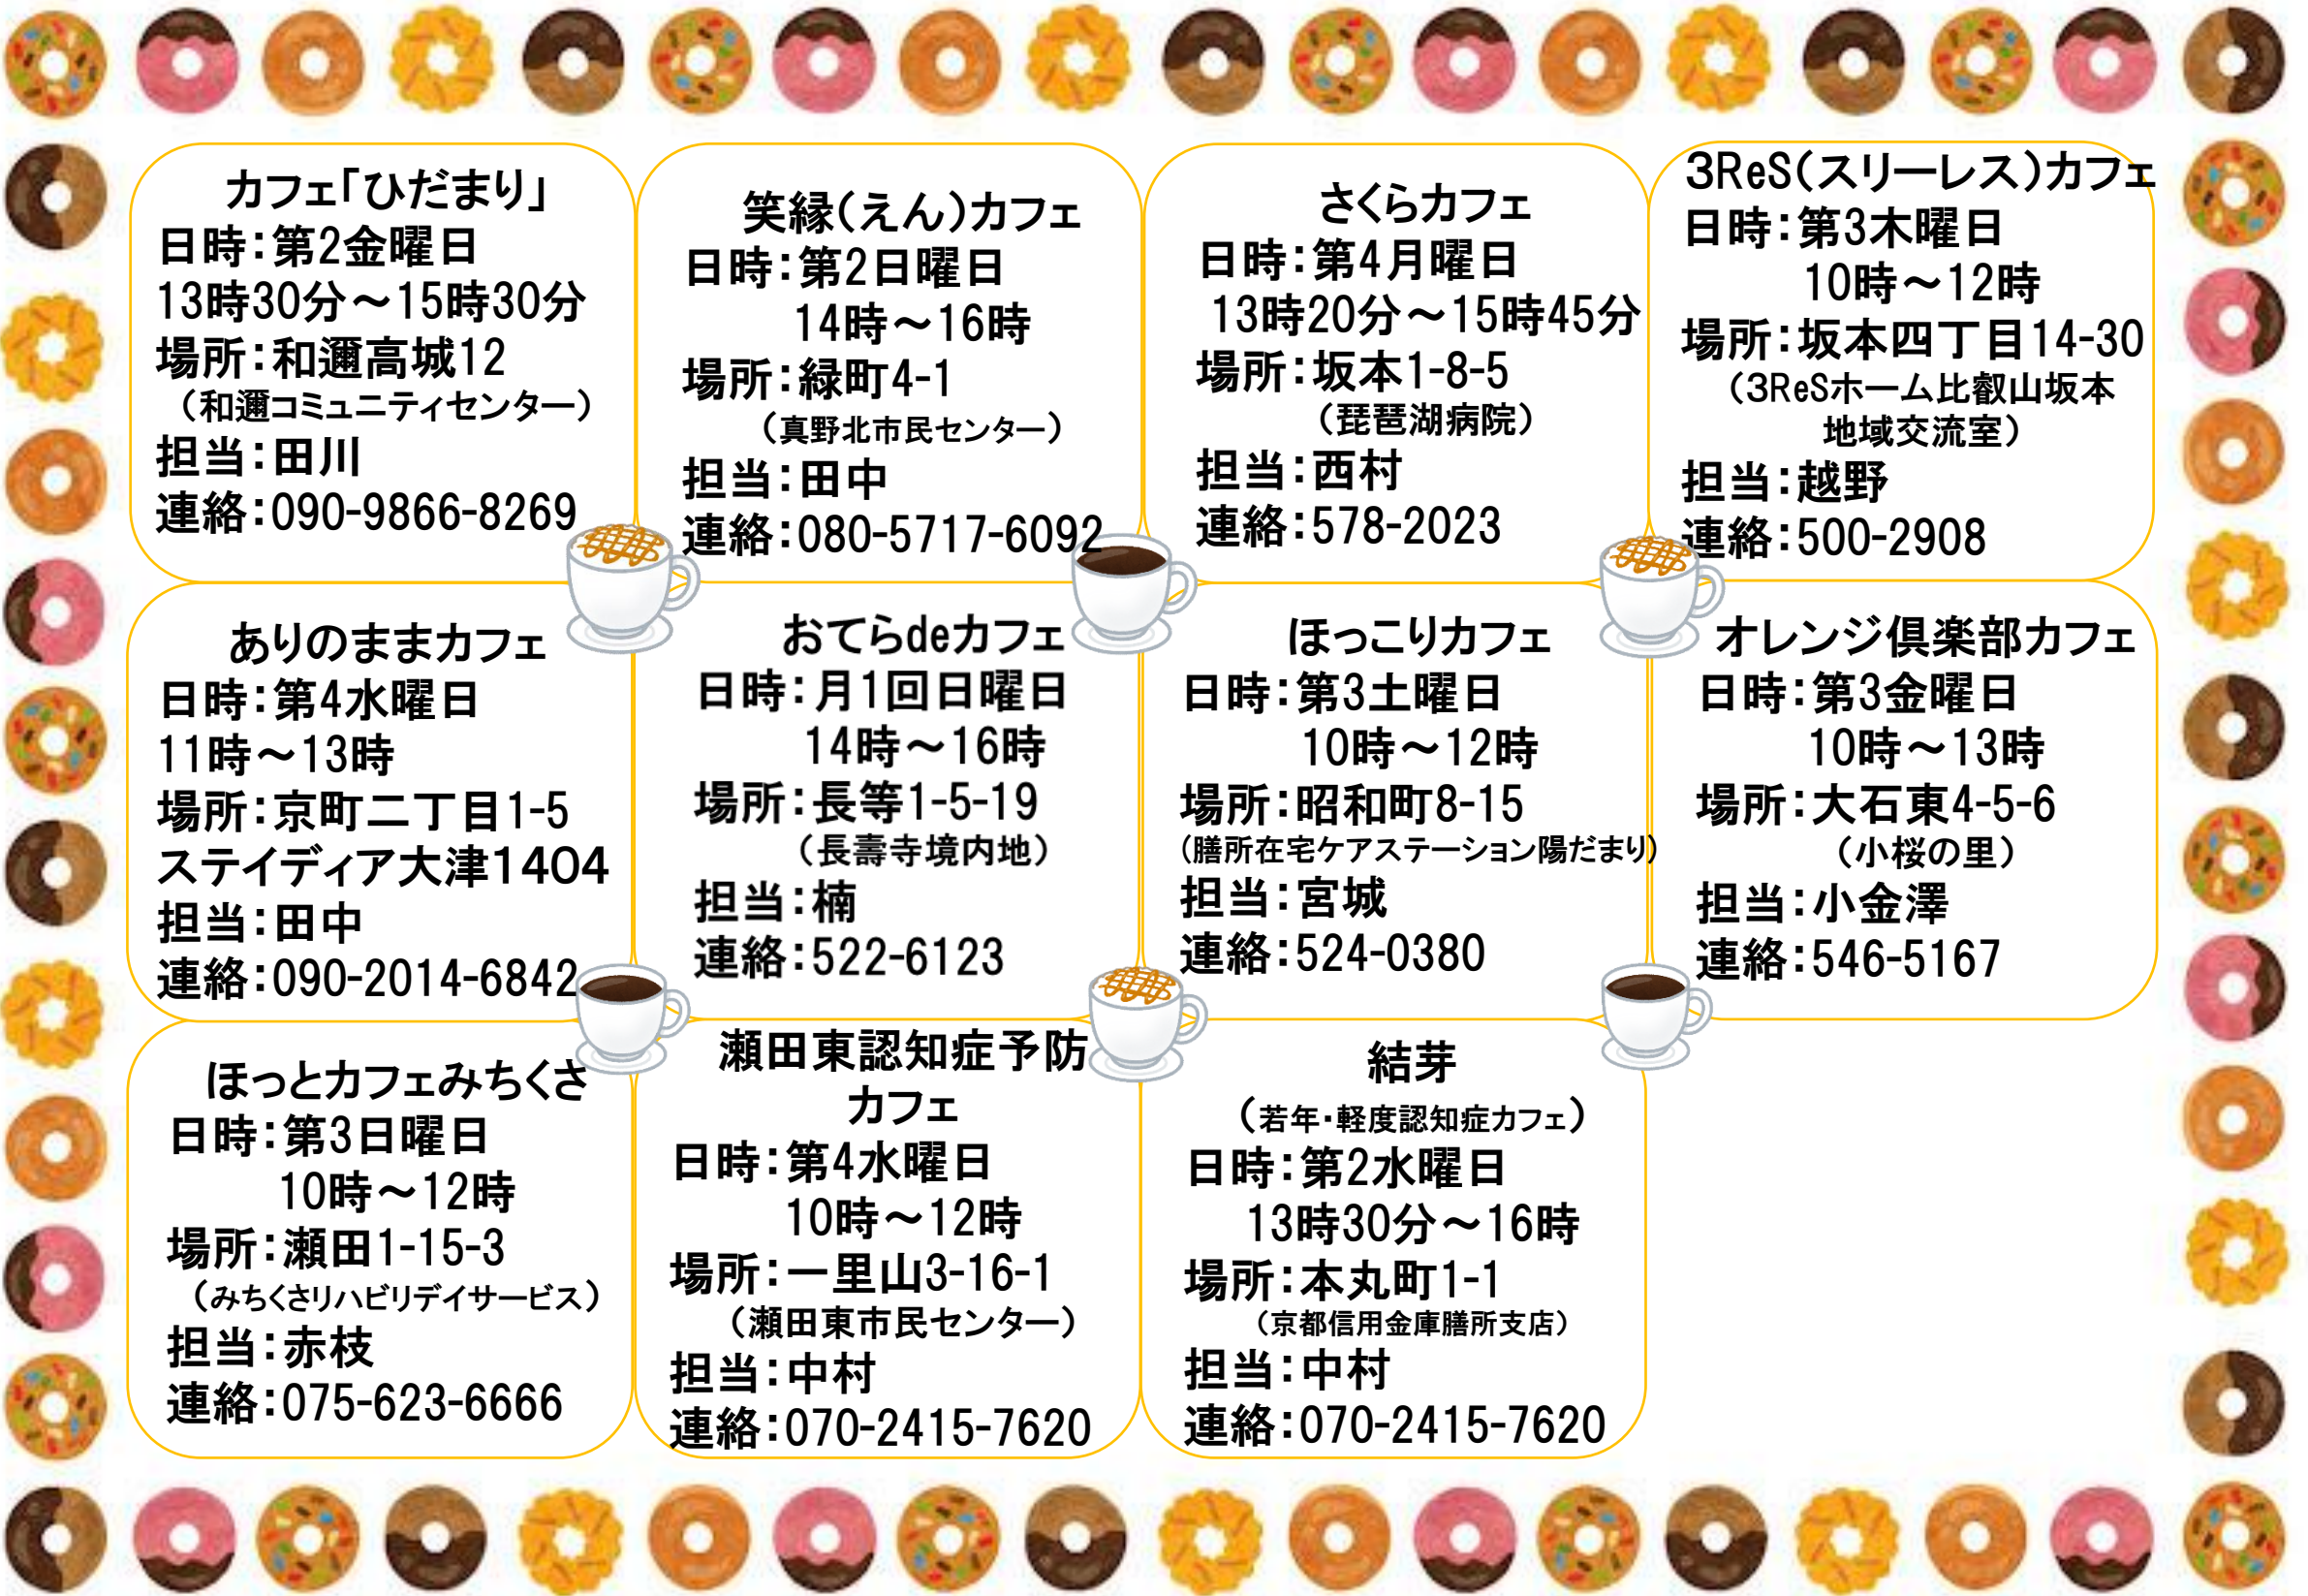 カフェ「ひだまり」
日時：第2金曜日
13時30分～15時30分
場所：和邇高城12
（和邇コミュニティセンター）
担当：田川
連絡：090-9866-8269
笑縁（えん）カフェ
日時：第2日曜日
14時～16時
場所：緑町4-1
（真野北市民センター）
担当：田中
連絡：080-5717-6092
さくらカフェ
日時：第4月曜日
13時20分～15時45分
場所：坂本1-8-5
（琵琶湖病院）
担当：西村
連絡：578-2023
3ReS（スリーレス）カフェ
日時：第3木曜日
10時～12時
場所：坂本四丁目14-30
（3ReSホーム比叡山坂本
地域交流室）
担当：越野
連絡：500-2908
ありのままカフェ
日時：第4水曜日
11時～13時
場所：京町二丁目1-5
ステイディア大津1404
担当：田中
連絡：090-2014-6842
おてらdeカフェ
日時：月1回日曜日
14時～16時
場所：長等1-5-19
（長壽寺境内地）
担当：楠
連絡：522-6123
ほっこりカフェ
日時：第3土曜日
10時～12時
場所：昭和町8-15
（膳所在宅ケアステーション陽だまり）
担当：宮城
連絡：524-0380
オレンジ倶楽部カフェ
日時：第3金曜日
10時～13時
場所：大石東4-5-6
（小桜の里）
担当：小金澤
連絡：546-5167
ほっとカフェみちくさ
日時：第3日曜日
10時～12時
場所：瀬田1-15-3
（みちくさリハビリデイサービス）
担当：赤枝
連絡：075-623-6666
瀬田東認知症予防
カフェ
日時：第4水曜日
10時～12時
場所：一里山3-16-1
（瀬田東市民センター）
担当：中村
連絡：070-2415-7620
結芽
（若年・軽度認知症カフェ）
日時：第2水曜日
13時30分～16時
場所：本丸町1-1
（京都信用金庫膳所支店）
担当：中村
連絡：070-2415-7620